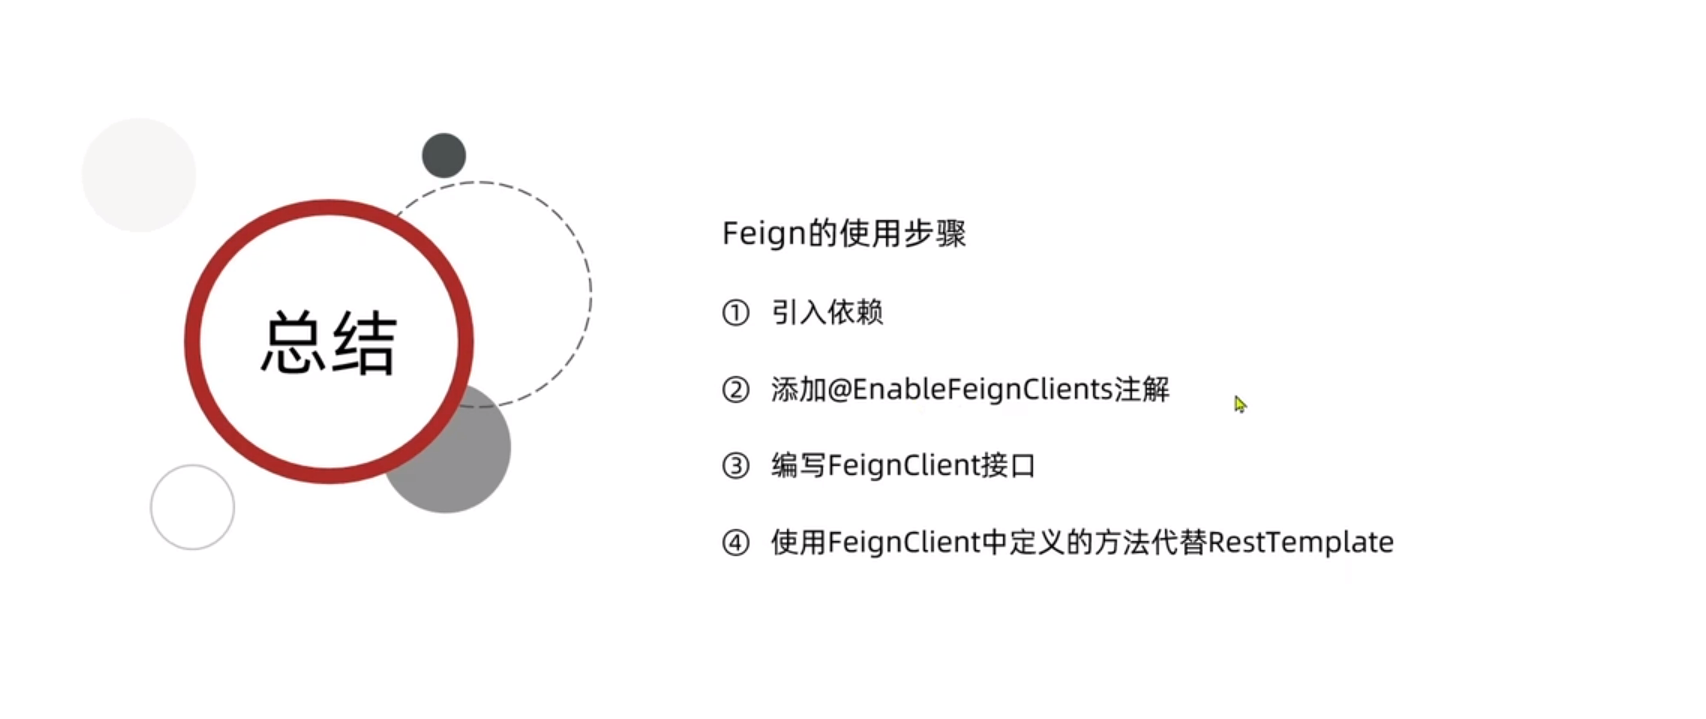 总结
Feign的使用步骤
① 引入依赖
② 添加@EnableFeignClients注解
③ 编写FeignClient接口
④ 使用FeignClient中定义的方法代替RestTemplate